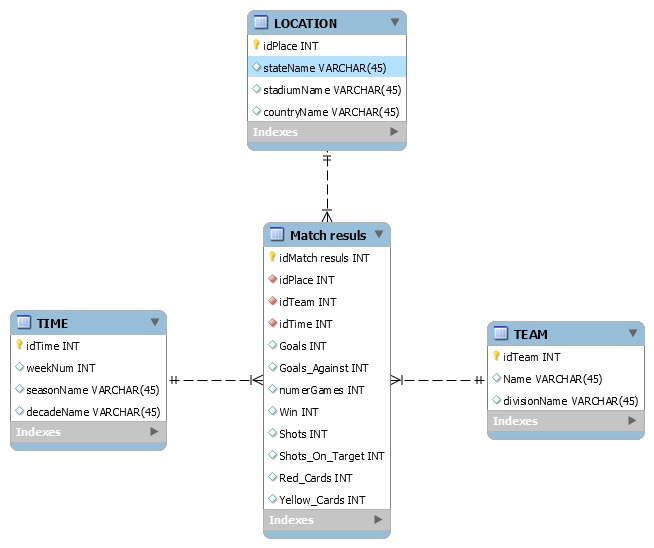 LOCATION
idPlace INT
stateName VARCHAR(45)
stadiumName VARCHAR(45)
countryName VARCHAR(45)
Indexes
Match resuls
idMatch resuls INT
idPlace INT
idTeam INT
idTime INT
Goals INT
Goals_Against INT
numerGames INT
Win INT
Shots INT
Shots_On_Target INT
Red_Cards INT
Yellow_Cards INT
Indexes
TIME
idTime INT
weekNum INT
seasonName VARCHAR(45)
decadeName VARCHAR(45)
Indexes
TEAM
idTeam INT
Name VARCHAR(45)
divisionName VARCHAR(45)
Indexes